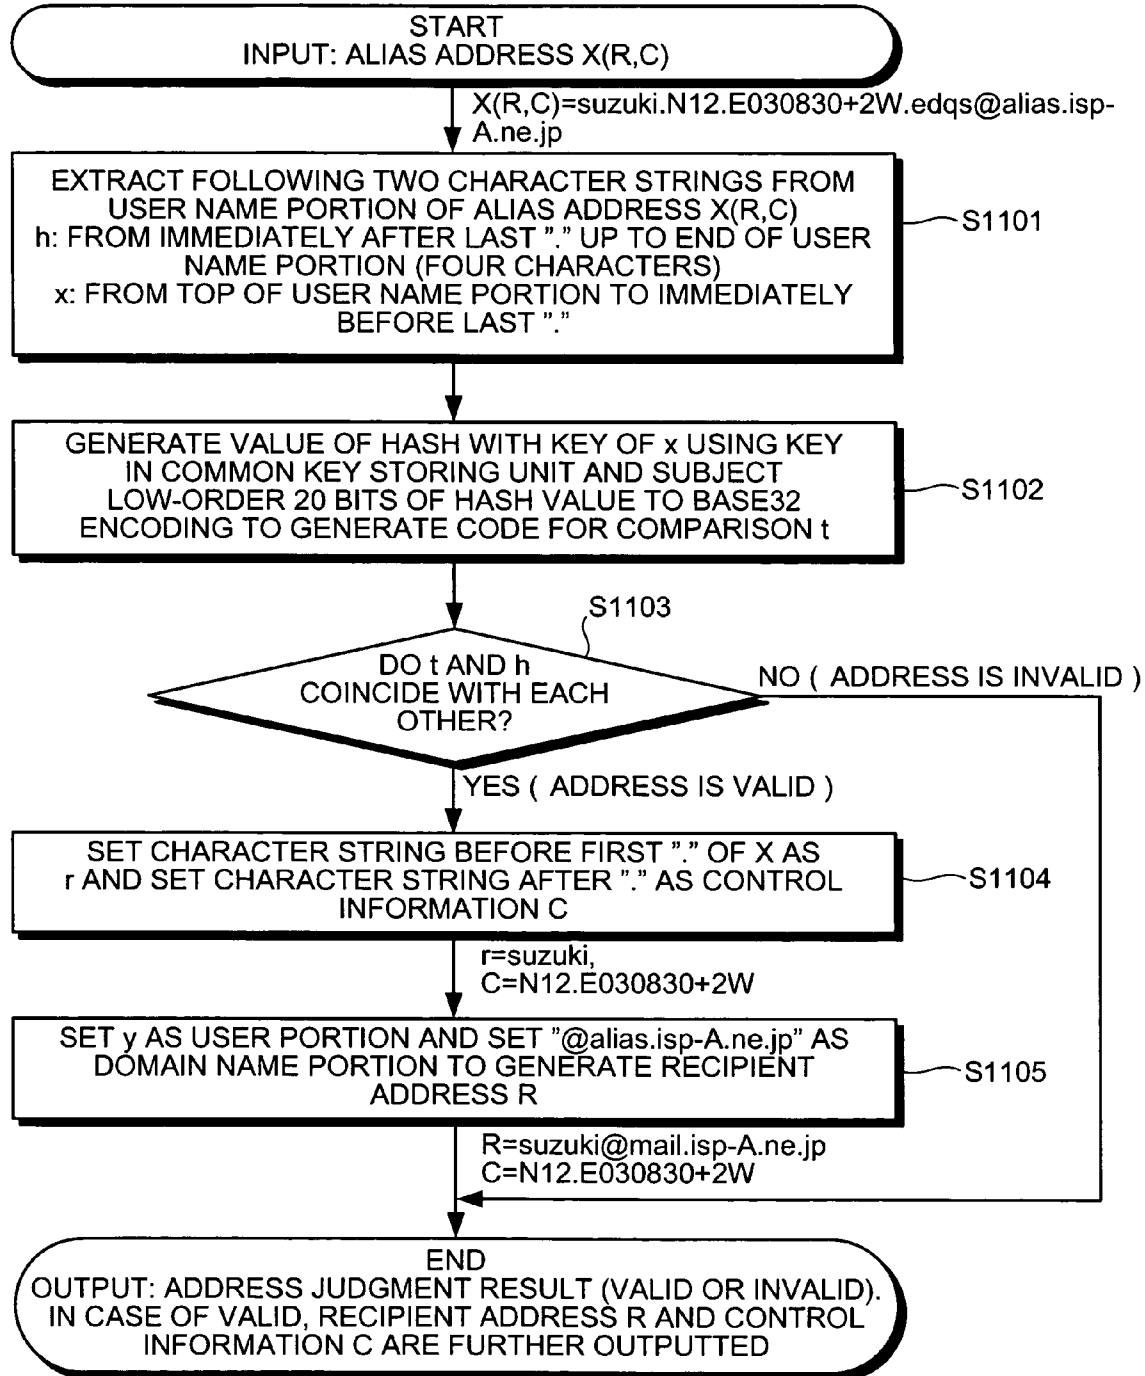 START
INPUT: ALIAS ADDRESS X(R,C)
X(R,C)=suzuki.N12.E030830+2W.edqs@alias.isp-
A.ne.jp
EXTRACT FOLLOWING TWO CHARACTER STRINGS FROM
USER NAME PORTION OF ALIAS ADDRESS X(R,C)
h: FROM IMMEDIATELY AFTER LAST "." UP TO END OF USER
NAME PORTION (FOUR CHARACTERS)
x: FROM TOP OF USER NAME PORTION TO IMMEDIATELY
BEFORE LAST "."
S1101
GENERATE VALUE OF HASH WITH KEY OF x USING KEY
IN COMMON KEY STORING UNIT AND SUBJECT
LOW-ORDER 20 BITS OF HASH VALUE TO BASE32
ENCODING TO GENERATE CODE FOR COMPARISON t
S1102
S1103
DO t AND h
COINCIDE WITH EACH
OTHER?
NO ( ADDRESS IS INVALID )
YES ( ADDRESS IS VALID )
SET CHARACTER STRING BEFORE FIRST "." OF X AS
r AND SET CHARACTER STRING AFTER "." AS CONTROL
INFORMATION C
S1104
r=suzuki,
C=N12.E030830+2W
SET y AS USER PORTION AND SET "@alias.isp-A.ne.jp" AS
DOMAIN NAME PORTION TO GENERATE RECIPIENT
ADDRESS R
S1105
R=suzuki@mail.isp-A.ne.jp
C=N12.E030830+2W
END
OUTPUT: ADDRESS JUDGMENT RESULT (VALID OR INVALID).
IN CASE OF VALID, RECIPIENT ADDRESS R AND CONTROL
INFORMATION C ARE FURTHER OUTPUTTED